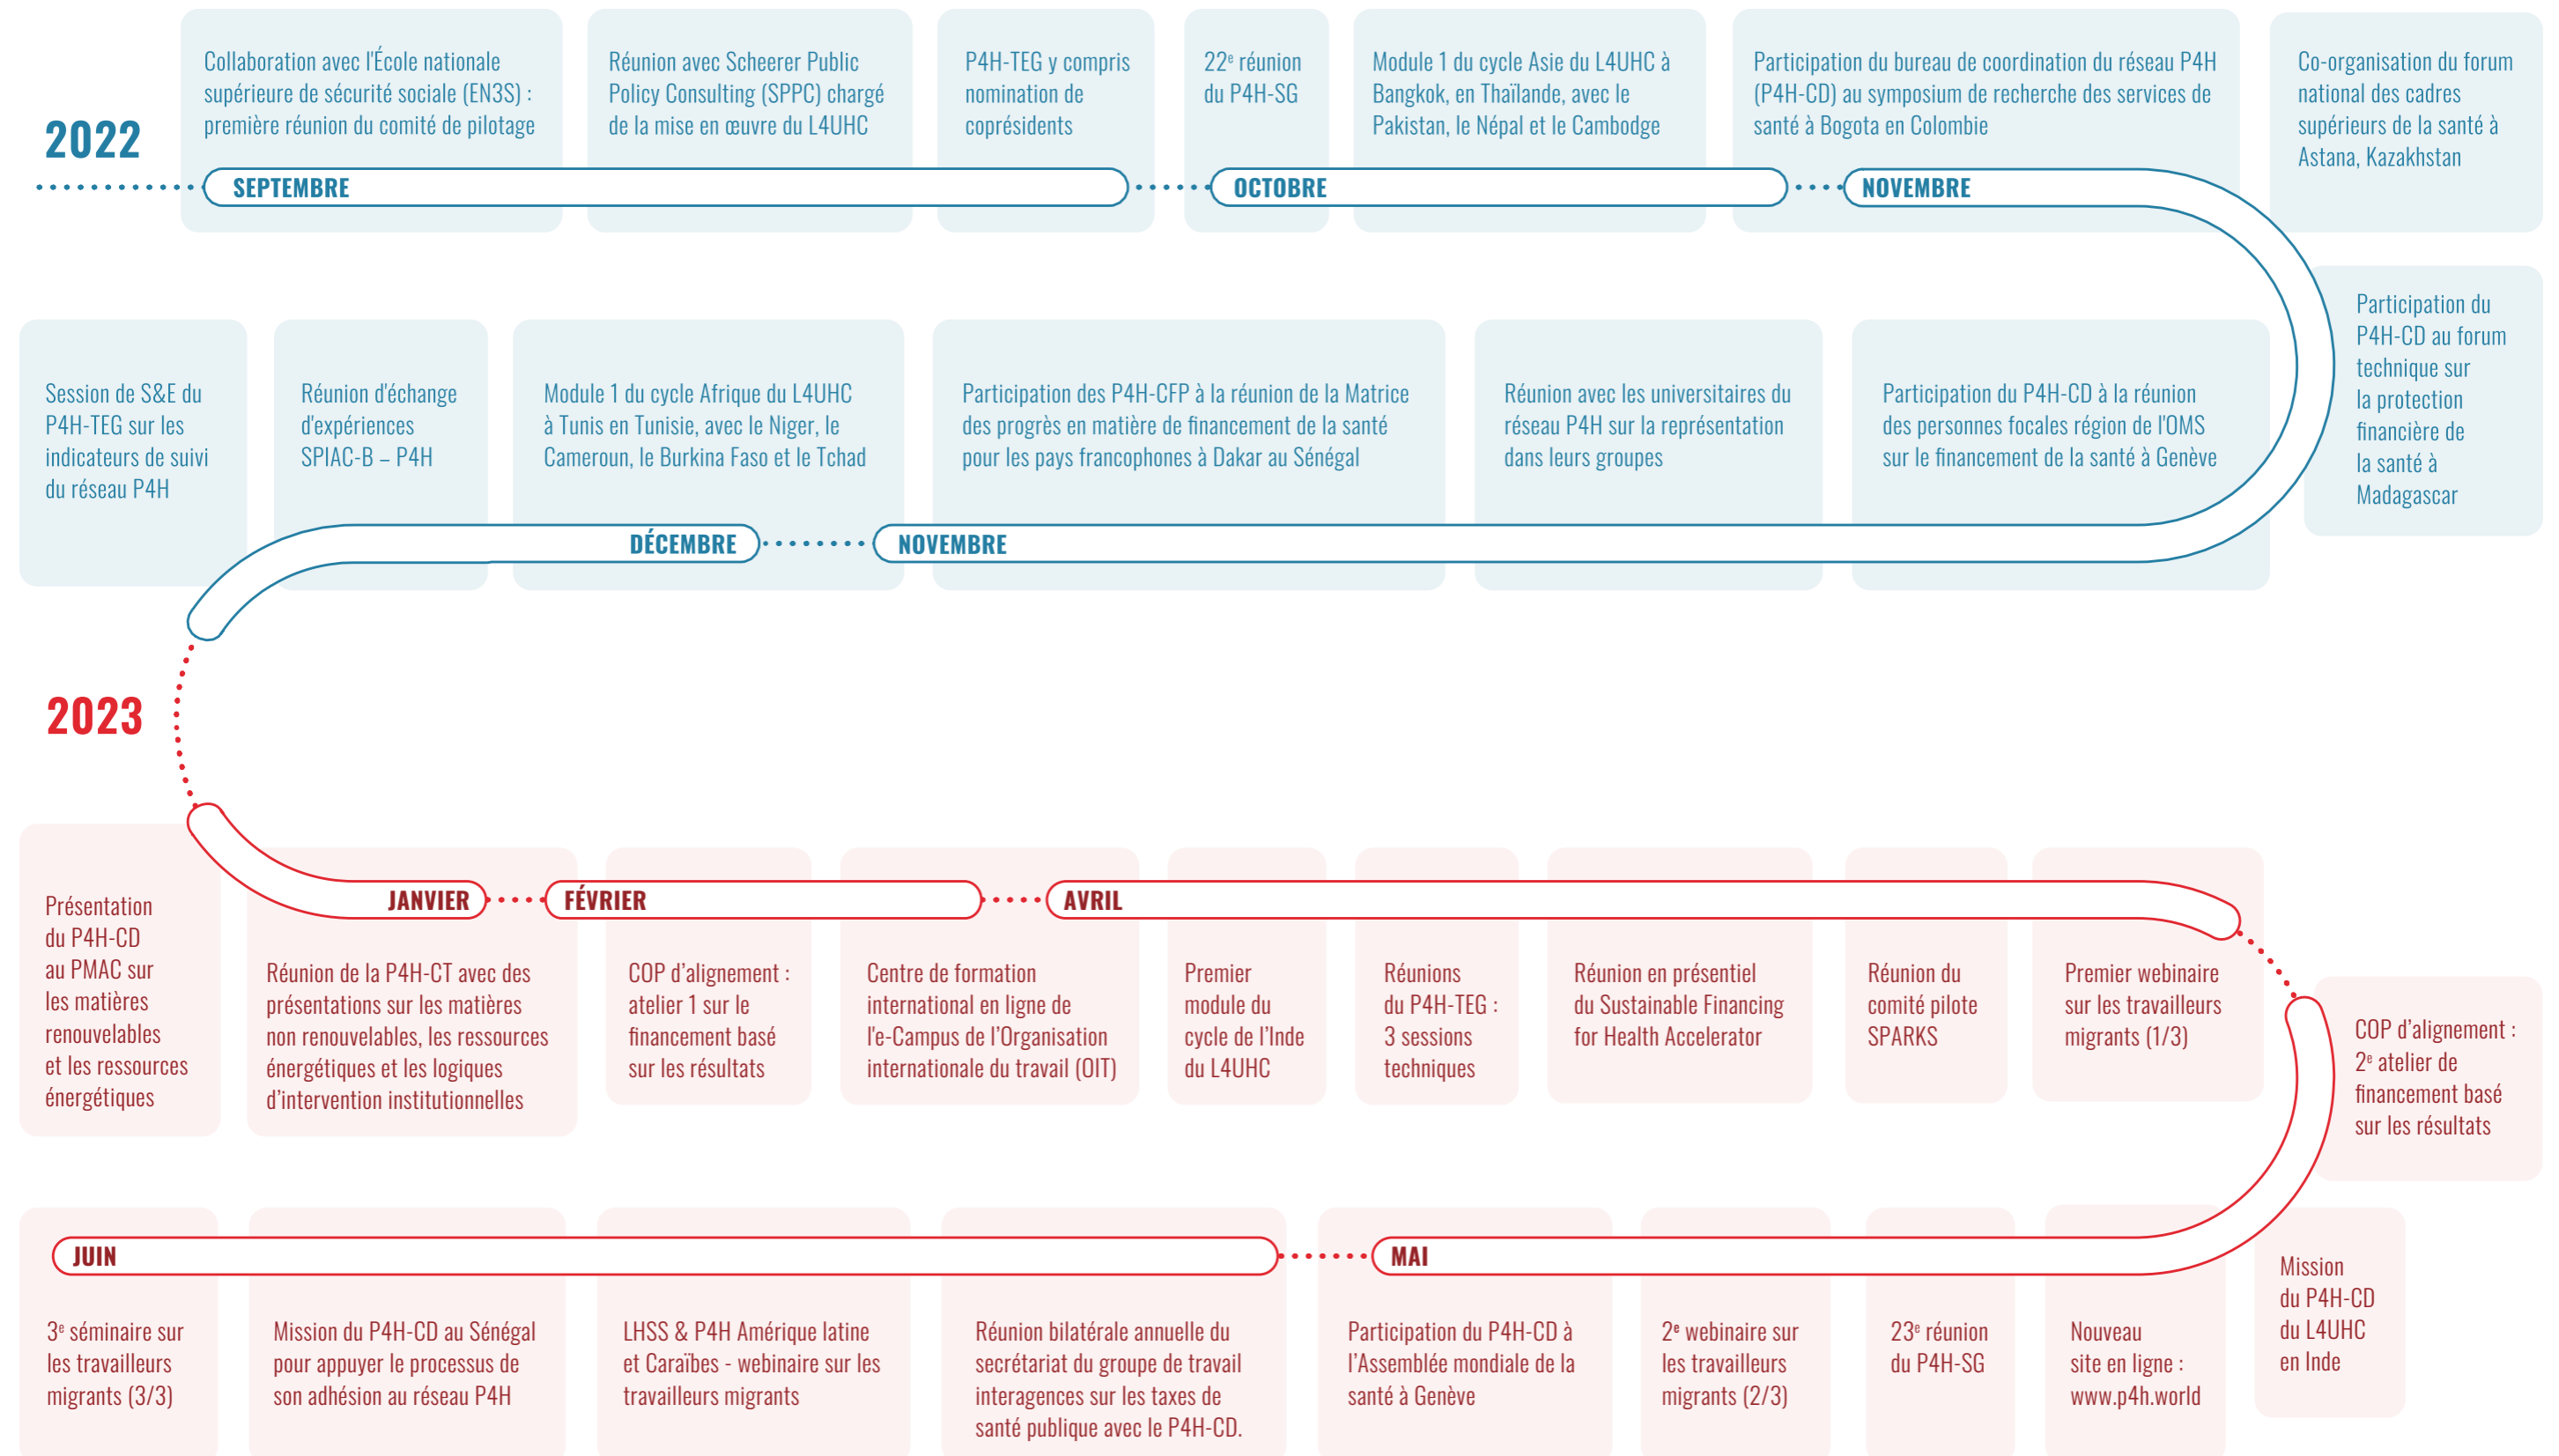 2022
Collaboration avec l'École nationale
supérieure de sécurité sociale (EN3S) :
première réunion du comité de pilotage
Réunion avec Scheerer Public
Policy Consulting (SPPC) chargé
de la mise en œuvre du L4UHC
P4H-TEG y compris
nomination de
coprésidents
22e réunion
du P4H-SG
Module 1 du cycle Asie du L4UHC à
Bangkok, en Thaïlande, avec le
Pakistan, le Népal et le Cambodge
Participation du bureau de coordination du réseau P4H
(P4H-CD) au symposium de recherche des services de
santé à Bogota en Colombie
Co-organisation du forum
national des cadres
supérieurs de la santé à
Astana, Kazakhstan
SEPTEMBRE
OCTOBRE
NOVEMBRE
Participation du
P4H-CD au forum
technique sur
la protection
financière de
la santé à
Madagascar
Session de S&E du
P4H-TEG sur les
indicateurs de suivi
du réseau P4H
Réunion d'échange
d'expériences
SPIAC-B – P4H
Module 1 du cycle Afrique du L4UHC
à Tunis en Tunisie, avec le Niger, le
Cameroun, le Burkina Faso et le Tchad
Participation des P4H-CFP à la réunion de la Matrice
des progrès en matière de financement de la santé
pour les pays francophones à Dakar au Sénégal
Réunion avec les universitaires du
réseau P4H sur la représentation
dans leurs groupes
Participation du P4H-CD à la réunion
des personnes focales région de l'OMS
sur le financement de la santé à Genève
DÉCEMBRE
NOVEMBRE
2023
JANVIER
FÉVRIER
AVRIL
Présentation
du P4H-CD
au PMAC sur
les matières
renouvelables
et les ressources
énergétiques
Réunion de la P4H-CT avec des
présentations sur les matières
non renouvelables, les ressources
énergétiques et les logiques
d’intervention institutionnelles
COP d’alignement :
atelier 1 sur le
financement basé
sur les résultats
Centre de formation
international en ligne de
l'e-Campus de l’Organisation
internationale du travail (OIT)
Premier
module du
cycle de l’Inde
du L4UHC
Réunions
du P4H-TEG :
3 sessions
techniques
Réunion en présentiel
du Sustainable Financing
for Health Accelerator
Réunion du
comité pilote
SPARKS
Premier webinaire
sur les travailleurs
migrants (1/3)
COP d’alignement :
2e atelier de
financement basé
sur les résultats
JUIN
MAI
3e séminaire sur
les travailleurs
migrants (3/3)
Mission du P4H-CD au Sénégal
pour appuyer le processus de
son adhésion au réseau P4H
LHSS & P4H Amérique latine
et Caraïbes - webinaire sur les
travailleurs migrants
Réunion bilatérale annuelle du
secrétariat du groupe de travail
interagences sur les taxes de
santé publique avec le P4H-CD.
Participation du P4H-CD à
l’Assemblée mondiale de la
santé à Genève
2e webinaire sur
les travailleurs
migrants (2/3)
23e réunion
du P4H-SG
Nouveau
site en ligne :
www.p4h.world
Mission
du P4H-CD
du L4UHC
en Inde